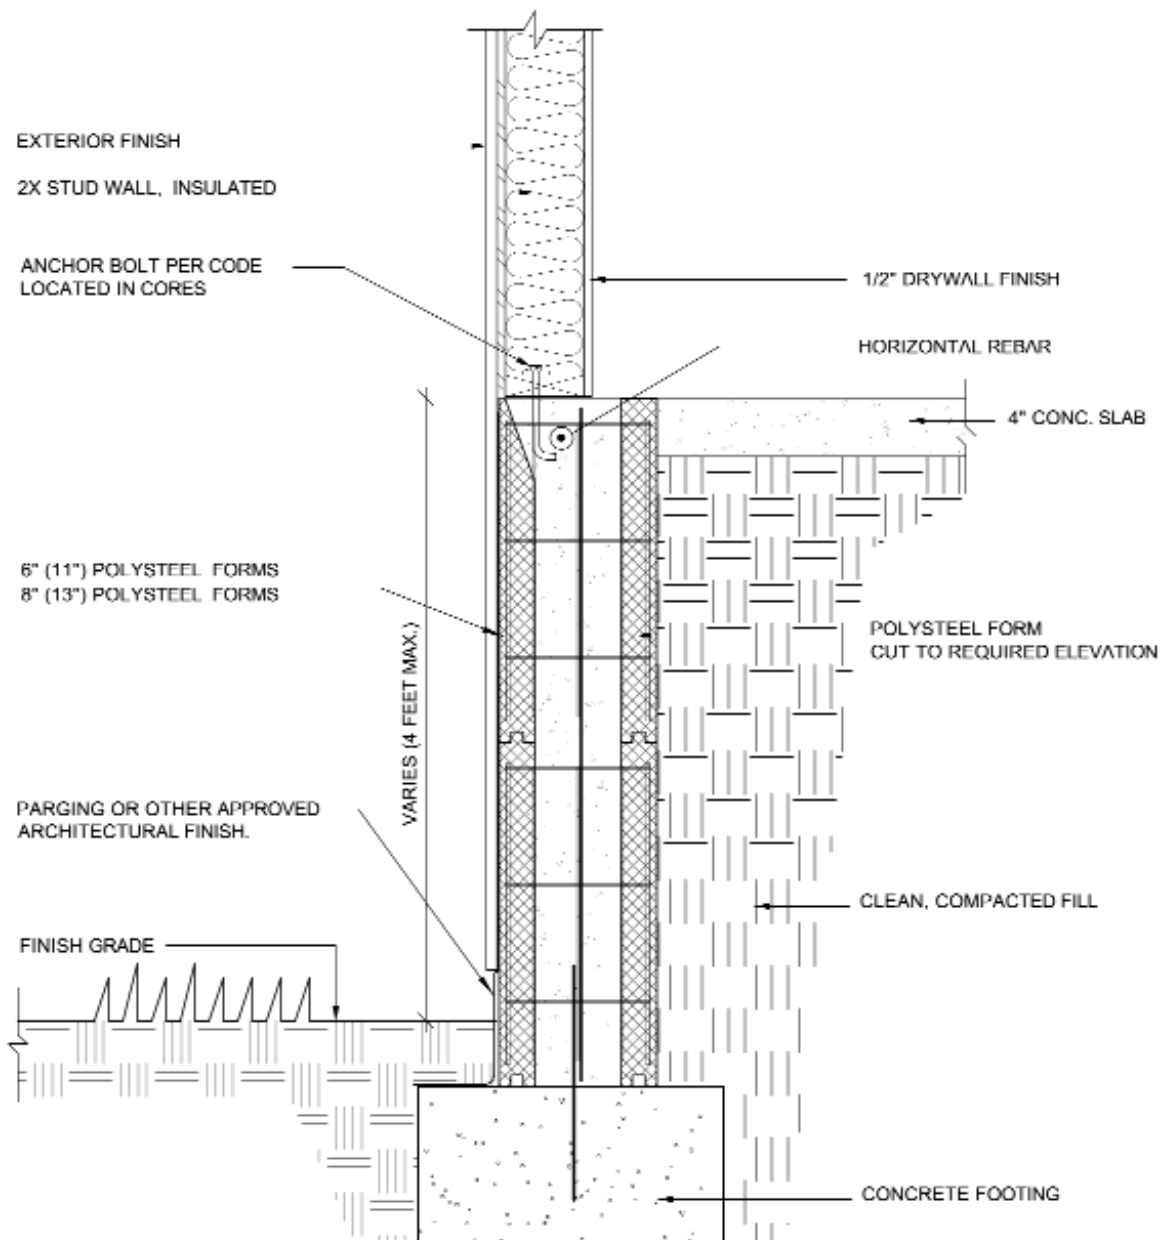 EXTERIOR FINISH
2X STUD WALL, INSULATED
ANCHOR BOLT PER CODE
LOCATED IN CORES
1/2" DRYWALL FINISH
HORIZONTAL REBAR
4" CONC. SLAB
6" (11") POLYSTEEL FORMS
8" (13") POLYSTEEL FORMS
VARIES (4 FEET MAX.)
POLYSTEEL FORM
CUT TO REQUIRED ELEVATION
PARGING OR OTHER APPROVED
ARCHITECTURAL FINISH.
CLEAN, COMPACTED FILL
FINISH GRADE
CONCRETE FOOTING